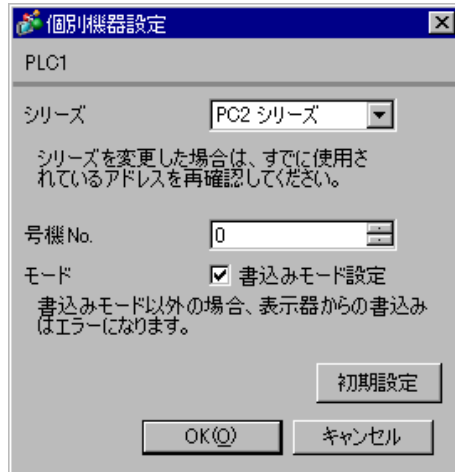 個別機器設定
PLC1
シリーズ PC2 シリーズ
シリーズを変更した場合は、すでに使用さ
れているアドレスを再確認してください。
号機No. 0
モード 書込みモード設定
書込みモード以外の場合、表示器からの書込み
はエラーになります。
初期設定
OK(O) キャンセル